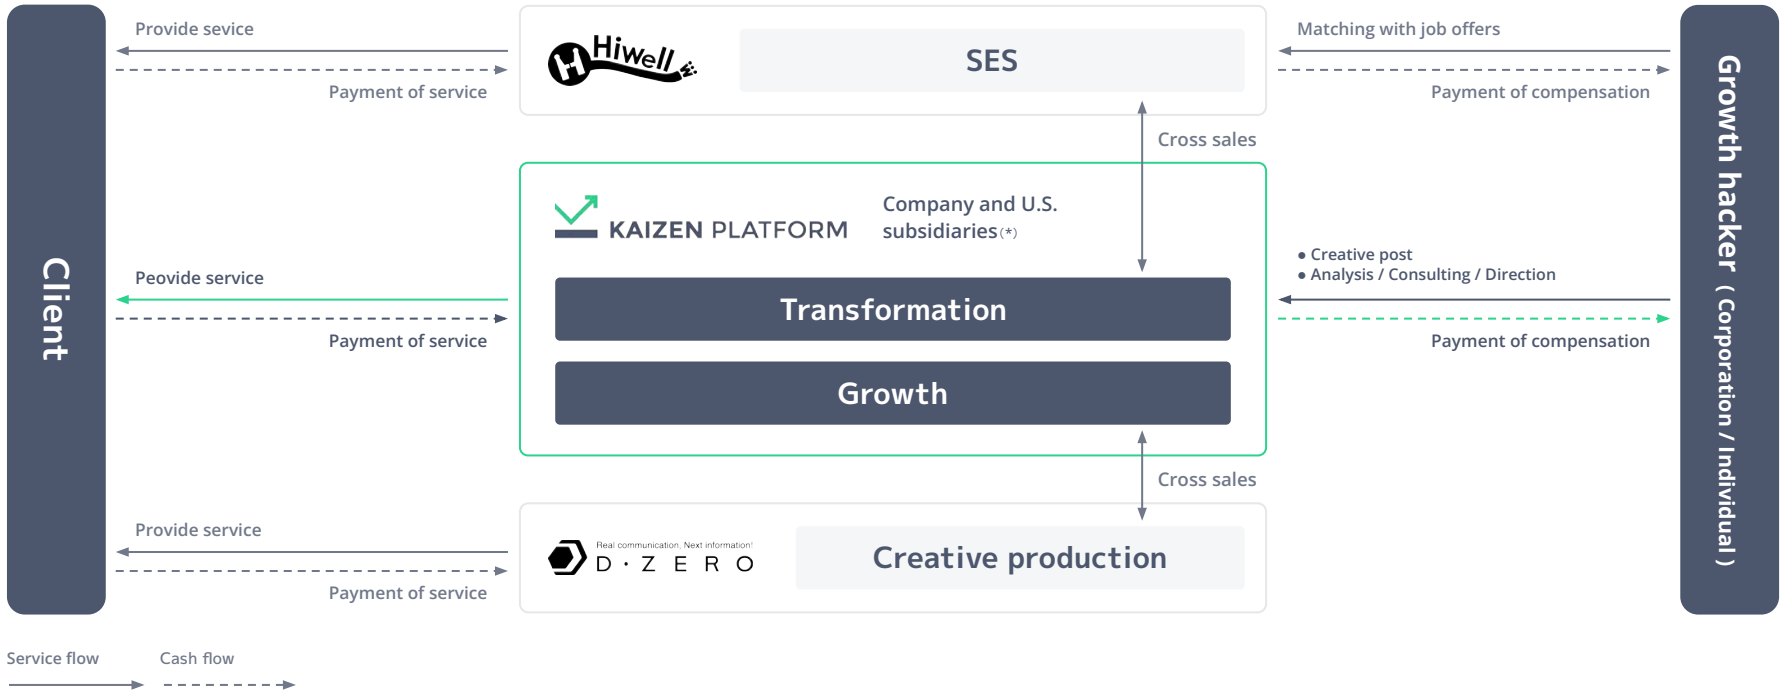 Client
Provide sevice
Payment of service
Hiwell
SES
Matching with job offers
Payment of compensation
Cross sales
KAIZEN PLATFORM
Company and U.S.
subsidiaries(*)
Peovide service
Payment of service
Transformation
Growth
● Creative post
● Analysis / Consulting / Direction
Payment of compensation
Cross sales
Provide service
Payment of service
Real communication, Next information!
D・ZERO
Creative production
Growth hacker ( Corporation / Individual )
Service flow
Cash flow